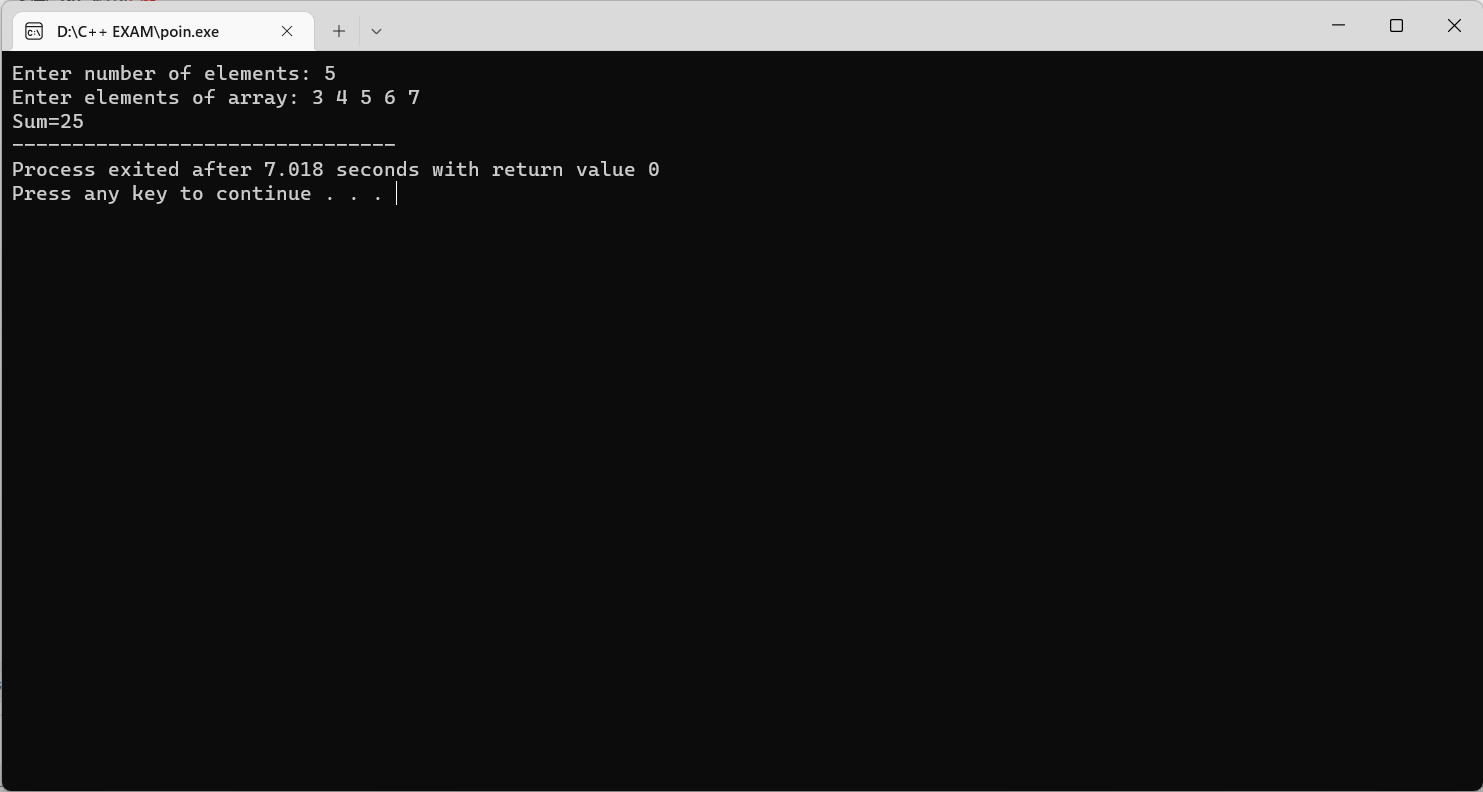 D:\C++ EXAM\poin.exe
Enter number of elements: 5
Enter elements of array: 3 4 5 6 7
Sum=25
--------------------------------
Process exited after 7.018 seconds with return value 0
Press any key to continue . . .